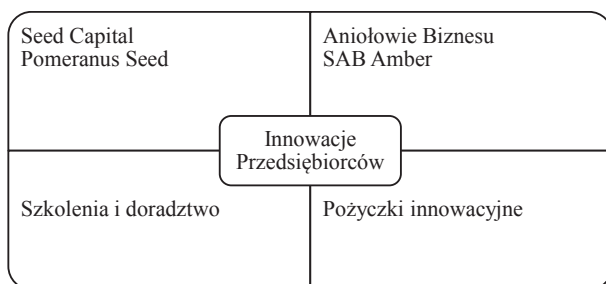 Seed Capital
Pomeranus Seed
Aniołowie Biznesu
SAB Amber
Innowacje
Przedsiębiorców
Szkolenia i doradztwo
Pożyczki innowacyjne